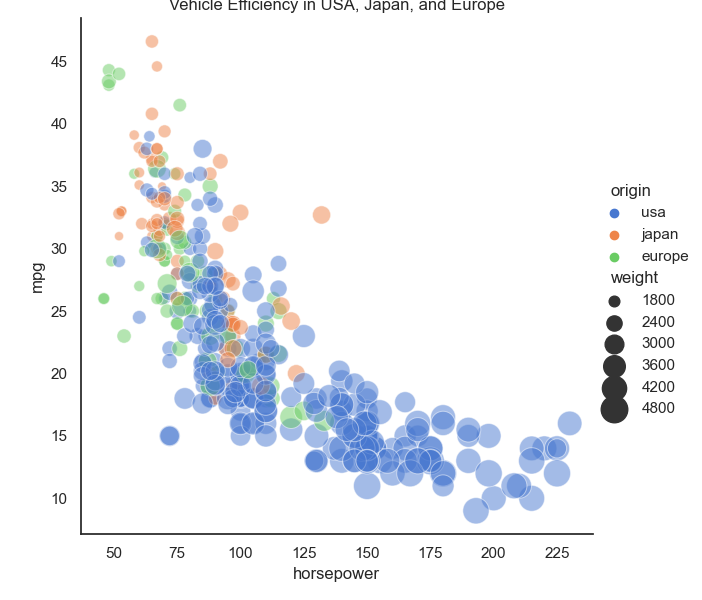 Vehicle Efficiency in USA, Japan, and Europe
45
40
35
30
25
20
15
10
mpg
50 75 100 125 150 175 200 225
horsepower
origin
usa
japan
europe
weight
1800
2400
3000
3600
4200
4800